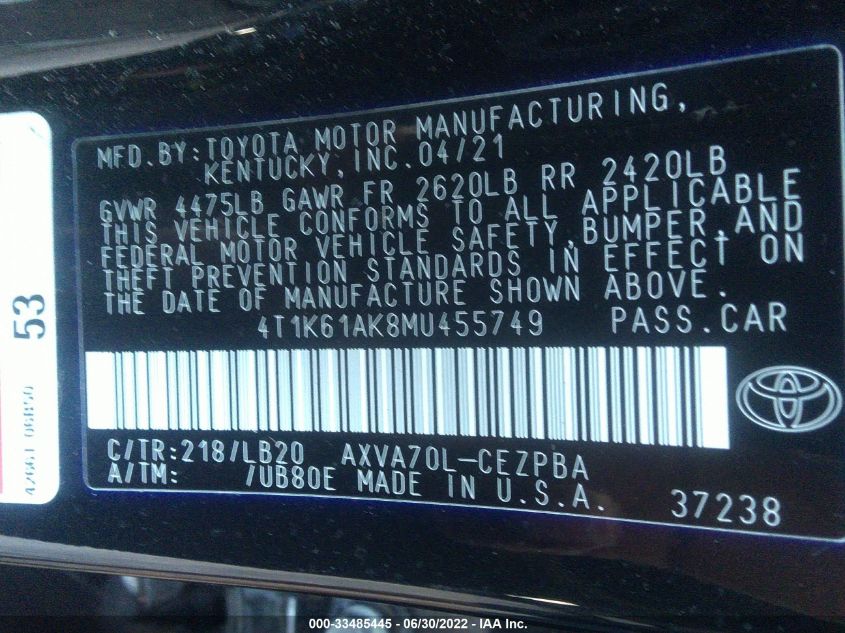 MFD.BY:TOYOTA MOTOR MANUFACTURING,
KENTUCKY,INC.04/21
GVWR 4475LB GAWR FR 2620LB RR 2420LB
THIS VEHICLE CONFORMS TO ALL APPLICABLE
FEDERAL MOTOR VEHICLE SAFETY,BUMPER,AND
THEFT PREVENTION STANDARDS IN EFFECT ON
THE DATE OF MANUFACTURE SHOWN ABOVE.
4T1K61AK8MU455749 PASS.CAR
C/TR:218/LB20 AXVA70L-CEZPBA
A/TM: /UB80E MADE IN U.S.A.
37238
53
42661 06B50
000-33485445 - 06/30/2022 - IAA Inc.